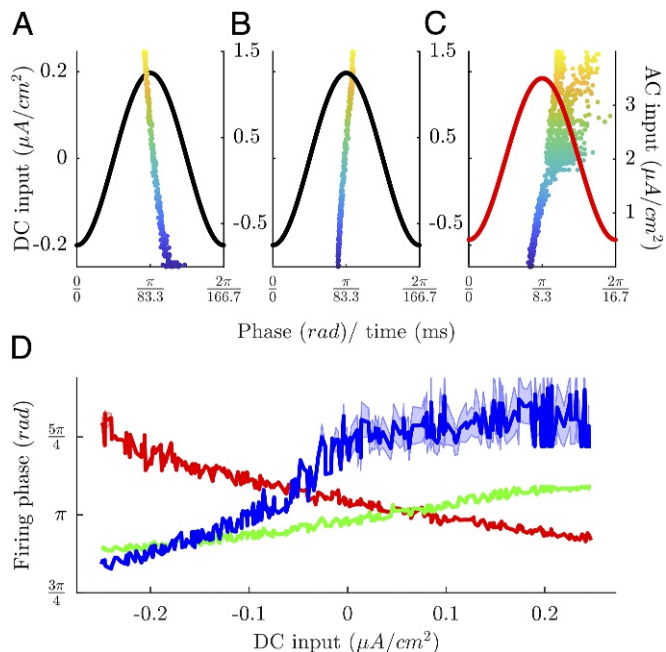 A
B
C
DC input (μA/cm²)
0.2
0
-0.2
1.5
0.5
-0.5
1.5
0.5
-0.5
3
2
1
AC input (μA/cm²)
0/0 π/83.3 2π/166.7
0/0 π/83.3 2π/166.7
0/0 π/8.3 2π/16.7
Phase (rad)/ time (ms)
D
Firing phase (rad)
5π/4
π
3π/4
-0.2 -0.1 0 0.1 0.2
DC input (μA/cm²)